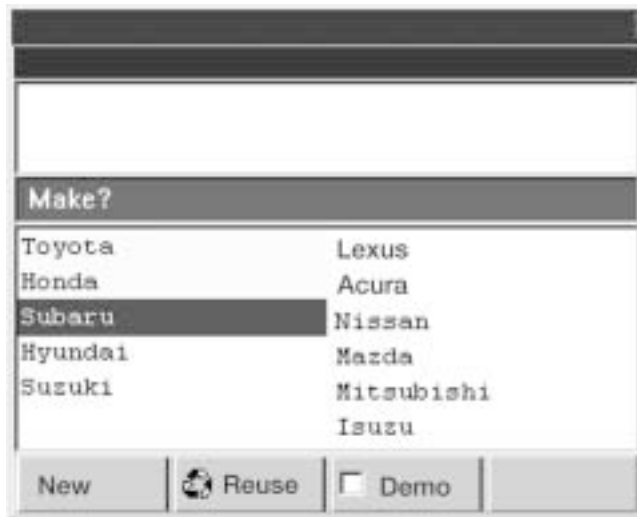 Make?
Toyota
Honda
Subaru
Hyundai
Suzuki
Lexus
Acura
Nissan
Mazda
Mitsubishi
Isuzu
New
Reuse
Demo